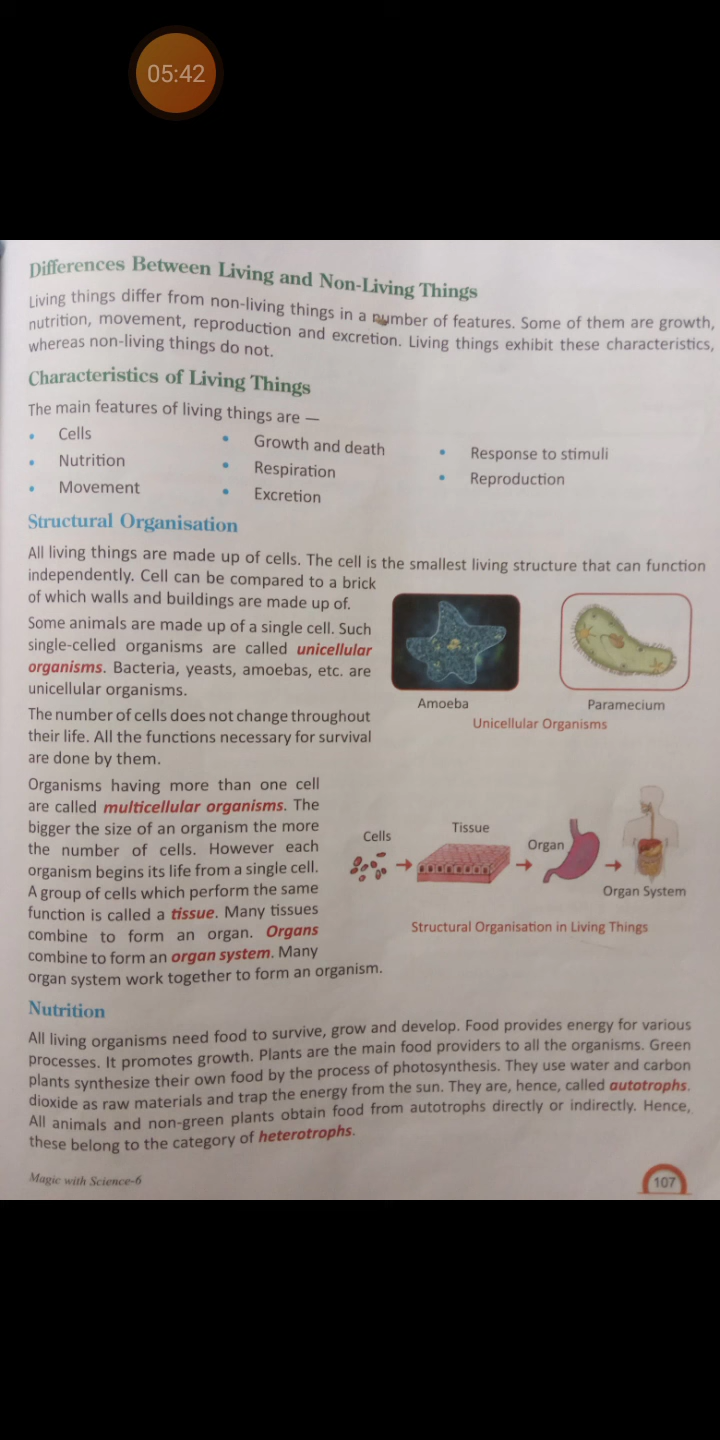 05:42
Differences Between Living and Non-Living Things
Living things differ from non-living things in a number of features. Some of them are growth,
nutrition, movement, reproduction and excretion. Living things exhibit these characteristics,
whereas non-living things do not.
Characteristics of Living Things
The main features of living things are —
• Cells
• Nutrition
• Movement
• Growth and death
• Respiration
• Excretion
• Response to stimuli
• Reproduction
Structural Organisation
All living things are made up of cells. The cell is the smallest living structure that can function
independently. Cell can be compared to a brick
of which walls and buildings are made up of.
Some animals are made up of a single cell. Such
single-celled organisms are called unicellular
organisms. Bacteria, yeasts, amoebas, etc. are
unicellular organisms.
The number of cells does not change throughout
their life. All the functions necessary for survival
are done by them.
Amoeba
Paramecium
Unicellular Organisms
Organisms having more than one cell
are called multicellular organisms. The
bigger the size of an organism the more
the number of cells. However each
organism begins its life from a single cell.
A group of cells which perform the same
function is called a tissue. Many tissues
combine to form an organ. Organs
combine to form an organ system. Many
organ system work together to form an organism.
Cells
Tissue
Organ
Organ System
Structural Organisation in Living Things
Nutrition
All living organisms need food to survive, grow and develop. Food provides energy for various
processes. It promotes growth. Plants are the main food providers to all the organisms. Green
plants synthesize their own food by the process of photosynthesis. They use water and carbon
dioxide as raw materials and trap the energy from the sun. They are, hence, called autotrophs.
All animals and non-green plants obtain food from autotrophs directly or indirectly. Hence,
these belong to the category of heterotrophs.
Magic with Science-6
107